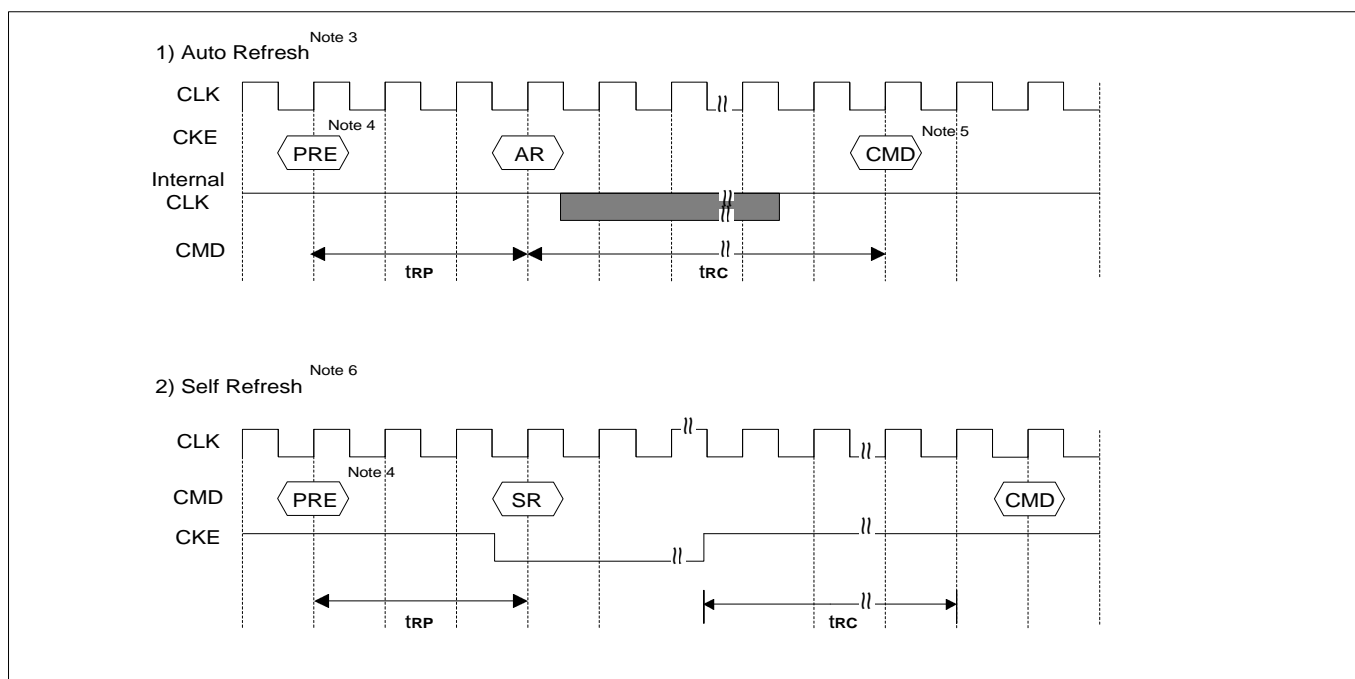 1) Auto Refresh Note 3
CLK
CKE
Note 4
Note 5
PRE
AR
CMD
Internal
CLK
CMD
tRP
tRC
2) Self Refresh Note 6
CLK
Note 4
CMD
PRE
SR
CMD
CKE
tRP
tRC